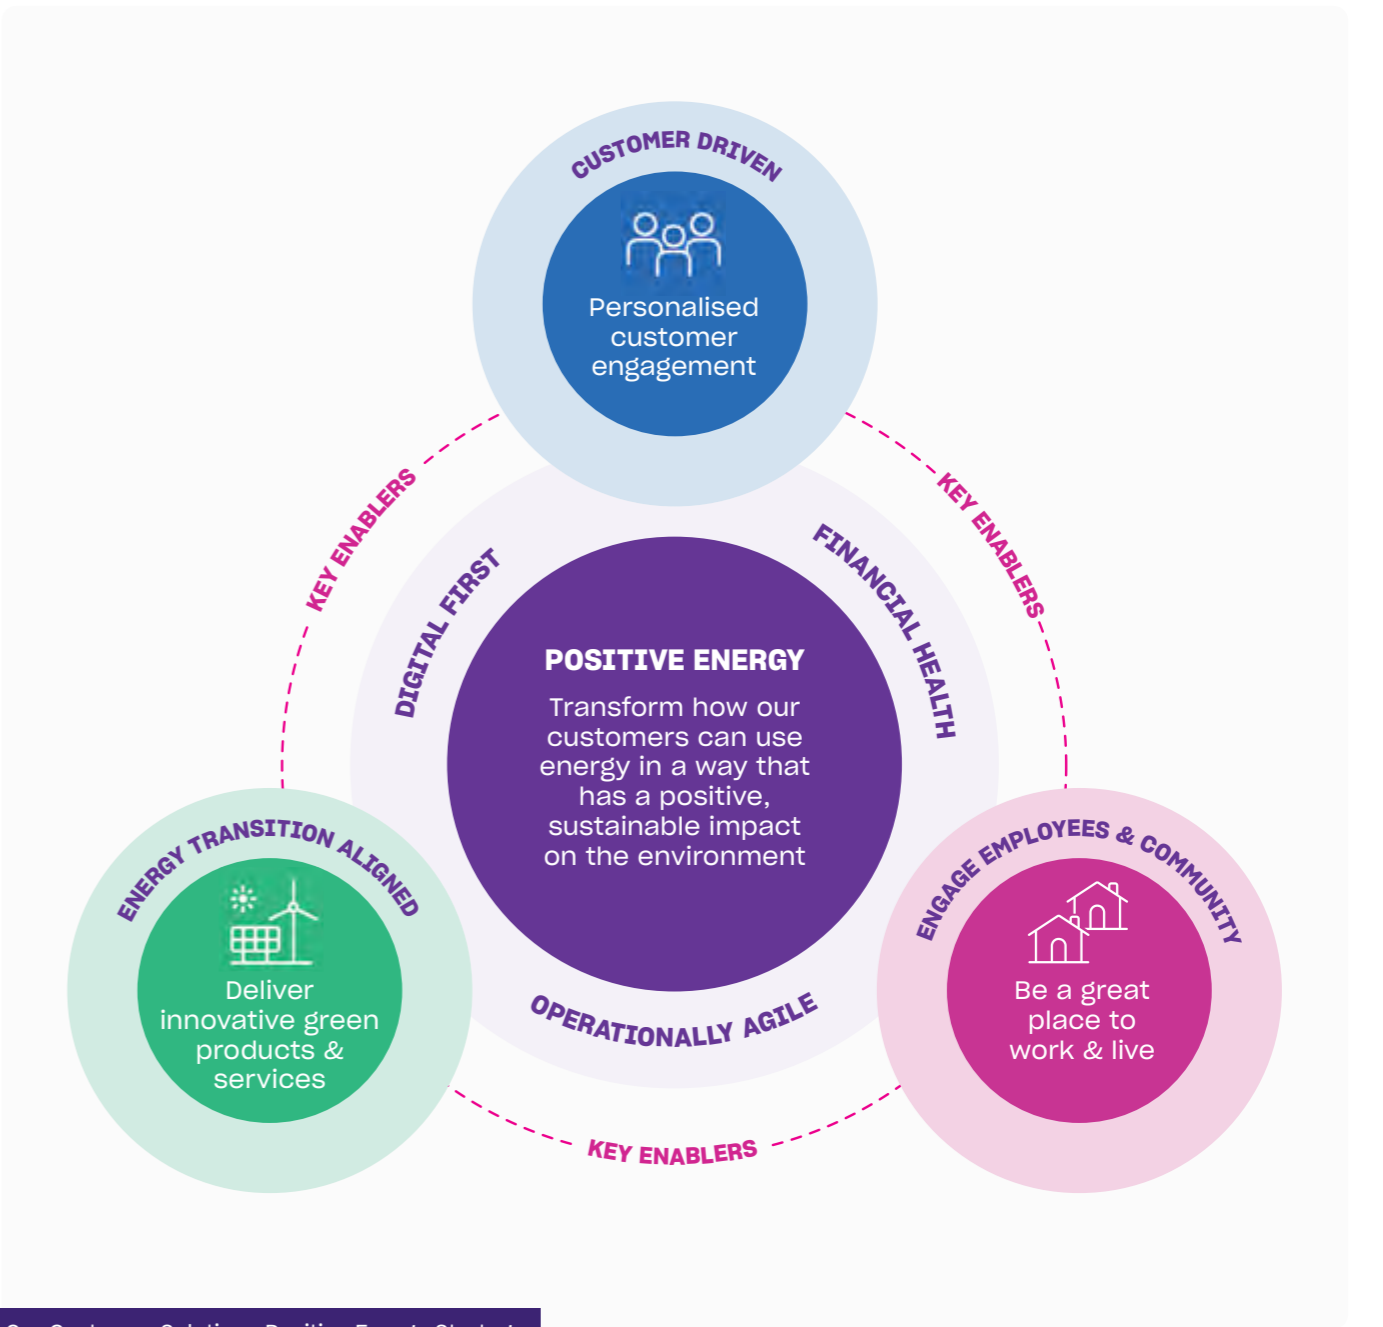 CUSTOMER DRIVEN
Personalised
customer
engagement
KEY ENABLERS
KEY ENABLERS
DIGITAL FIRST
FINANCIAL HEALTH
POSITIVE ENERGY
Transform how our
customers can use
energy in a way that
has a positive,
sustainable impact
on the environment
OPERATIONALLY AGILE
ENERGY TRANSITION ALIGNED
Deliver
innovative green
products &
services
ENGAGE EMPLOYEES & COMMUNITY
Be a great
place to
work & live
KEY ENABLERS